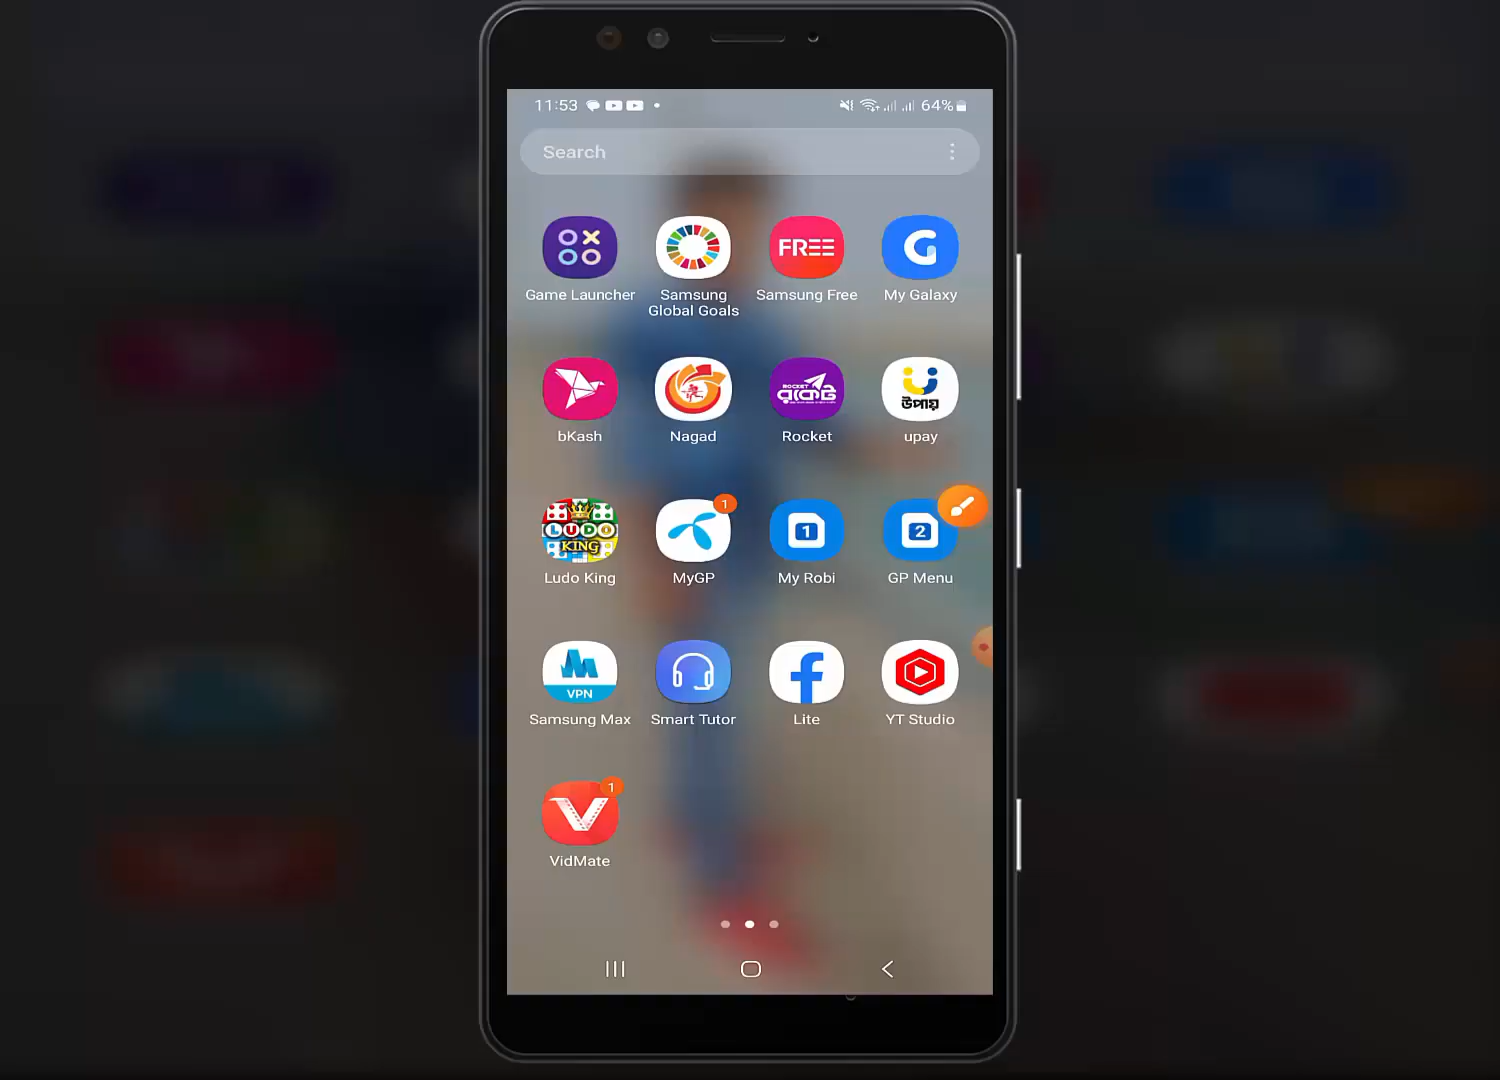 11:53
64%
Search
FREE
Game Launcher
Samsung
Global Goals
Samsung Free
My Galaxy
ROCKET
রকেট
উপায়
bKash
Nagad
Rocket
upay
LUDO
KING
1
1
2
Ludo King
MyGP
My Robi
GP Menu
VPN
Samsung Max
Smart Tutor
Lite
YT Studio
1
VidMate